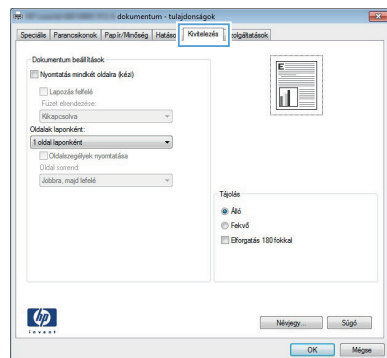 dokumentum - tulajdonságok
Speciális Parancsikonok Papír/Minőség Hatások Kivitelezés Szolgáltatások
Dokumentum beállítások
Nyomtatás mindkét oldalra (kézi)
Lapozás felfelé
Füzet elrendezése:
Kikapcsolva
Oldalak laponként:
1 oldal laponként
Oldalszegélyek nyomtatása
Oldal sorrend:
Jobbra, majd lefelé
E
Tájolás
Álló
Fekvő
Elforgatás 180 fokkal
hp
invent
Névjegy...
Súgó
OK
Mégse